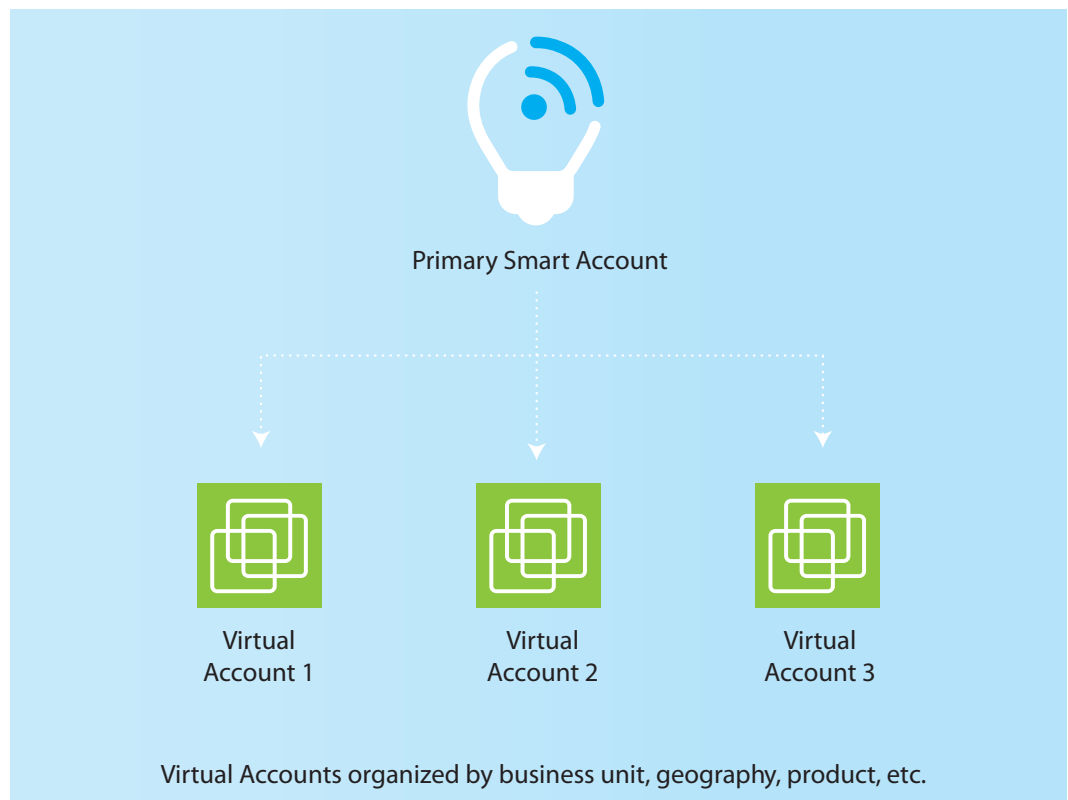 Primary Smart Account
Virtual
Account 1
Virtual
Account 2
Virtual
Account 3
Virtual Accounts organized by business unit, geography, product, etc.